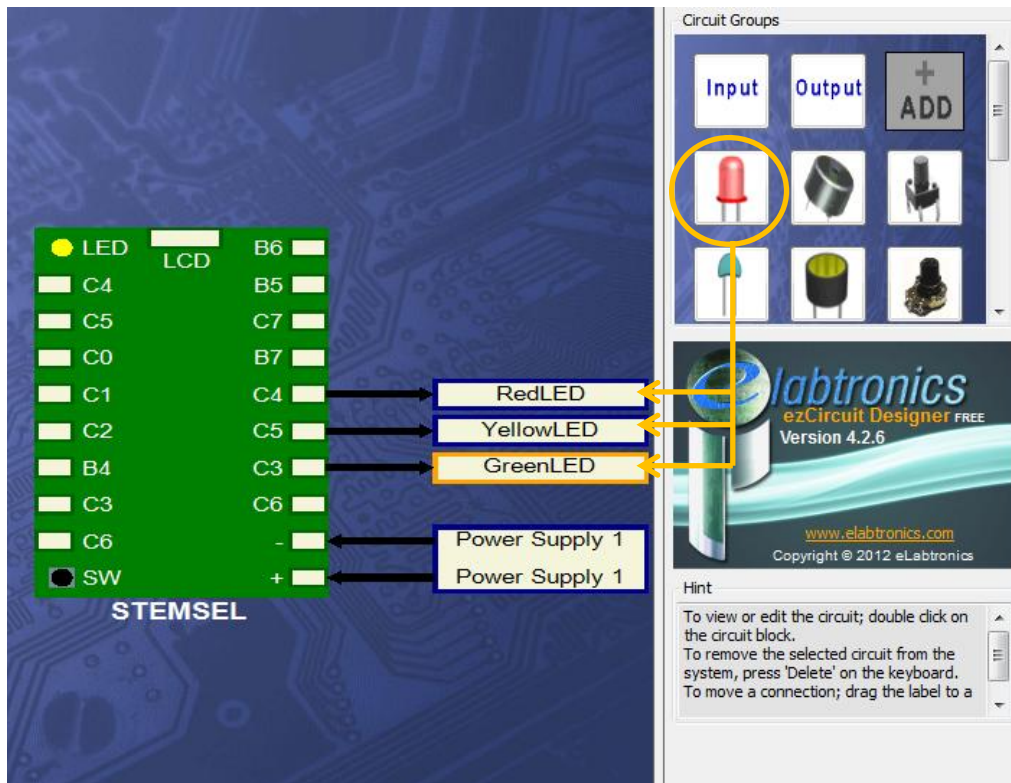 Circuit Groups
Input
Output
+
ADD
LED
LCD
B6
C4
B5
C5
C7
C0
B7
C1
C4
RedLED
C2
C5
YellowLED
B4
C3
GreenLED
C3
C6
C6
-
Power Supply 1
SW
+
Power Supply 1
STEMSEL
elabtronics
ezCircuit Designer FREE
Version 4.2.6
www.elabtronics.com
Copyright © 2012 eLabtronics
Hint
To view or edit the circuit; double click on
the circuit block.
To remove the selected circuit from the
system, press 'Delete' on the keyboard.
To move a connection; drag the label to a